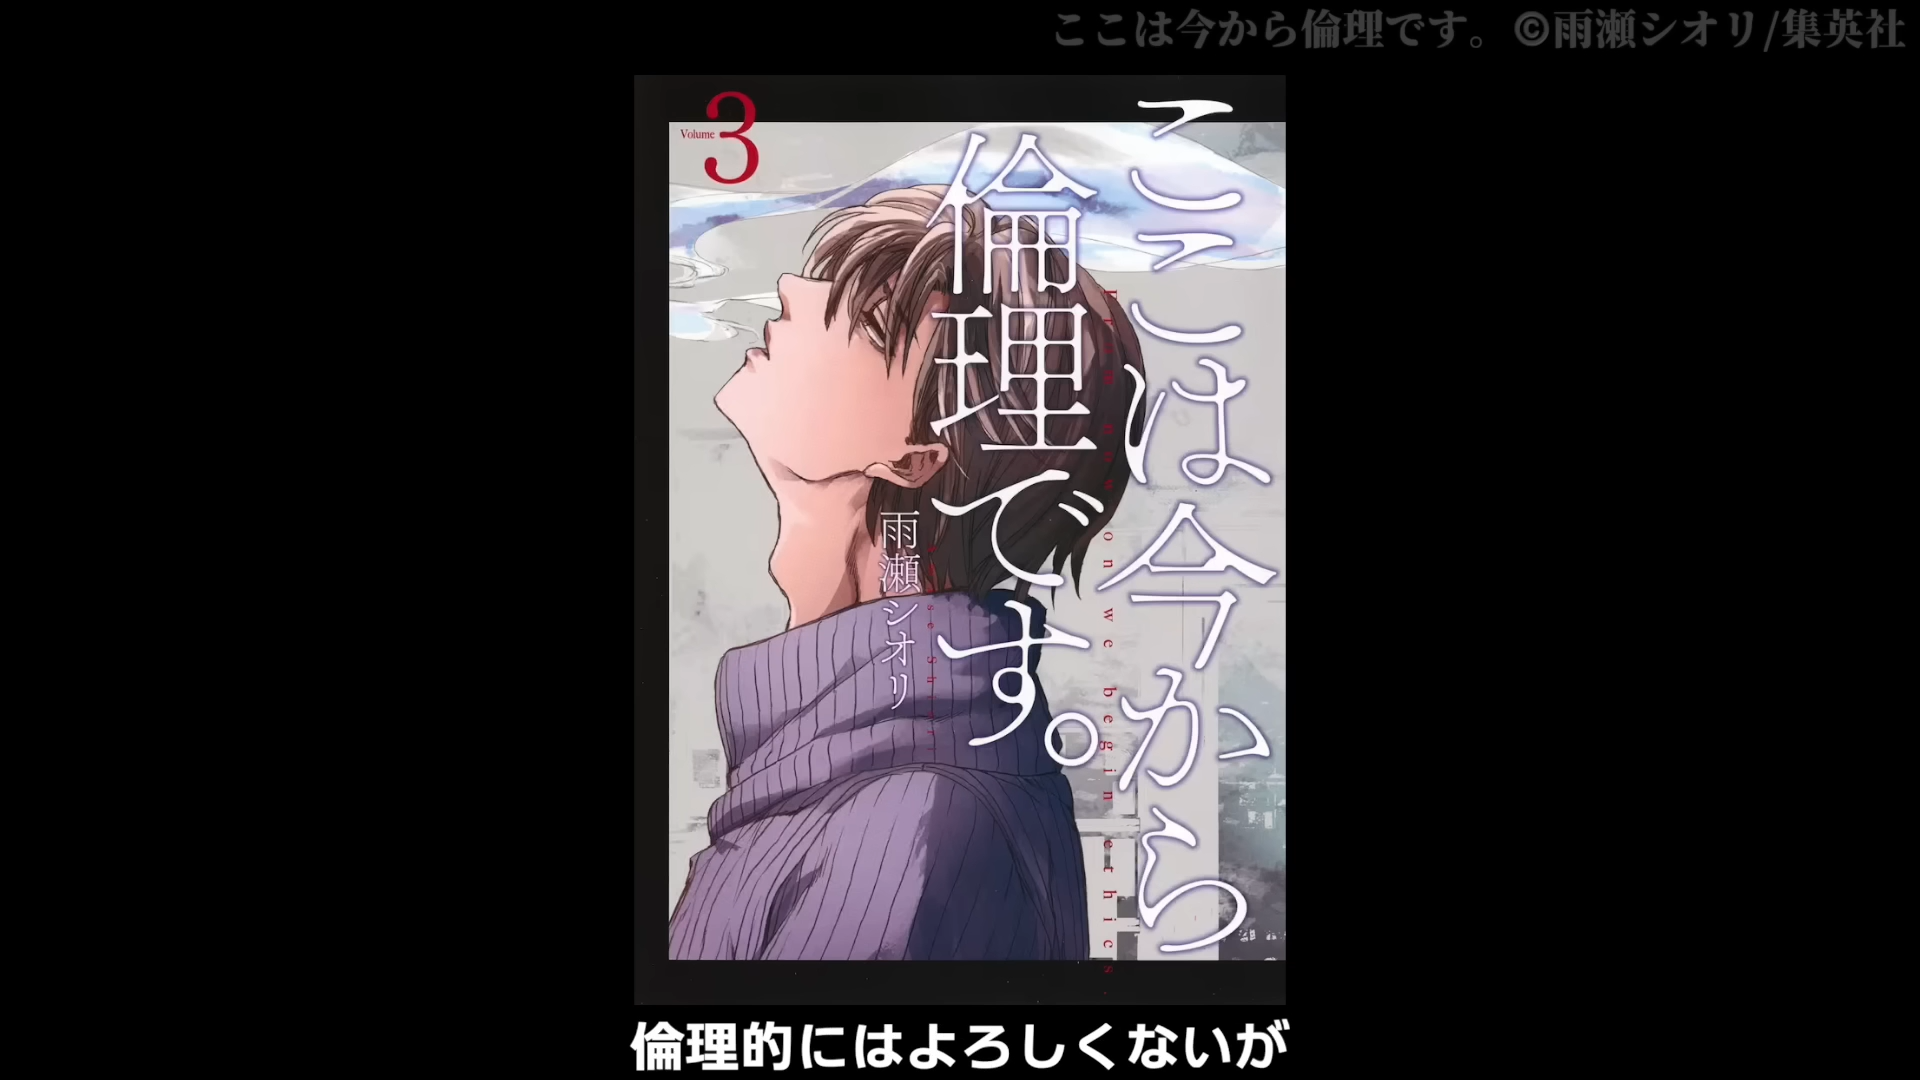 ここは今から倫理です。 ©雨瀬シオリ/集英社
Volume 3
ここは今から
倫理です。
雨瀬シオリ
倫理的にはよろしくないが